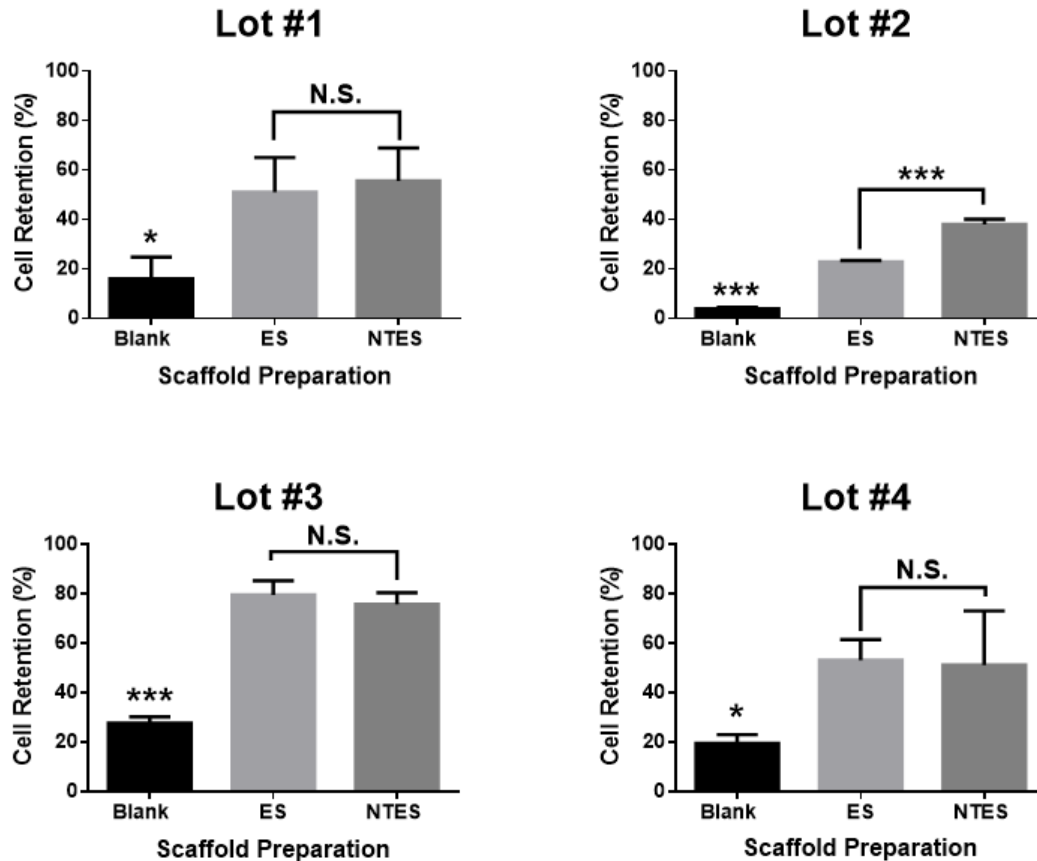 Lot #1
Cell Retention (%)
100
80
60
40
20
0
N.S.
*
Blank ES NTES
Scaffold Preparation
Lot #2
Cell Retention (%)
100
80
60
40
20
0
***
***
Blank ES NTES
Scaffold Preparation
Lot #3
Cell Retention (%)
100
80
60
40
20
0
N.S.
***
Blank ES NTES
Scaffold Preparation
Lot #4
Cell Retention (%)
100
80
60
40
20
0
N.S.
*
Blank ES NTES
Scaffold Preparation